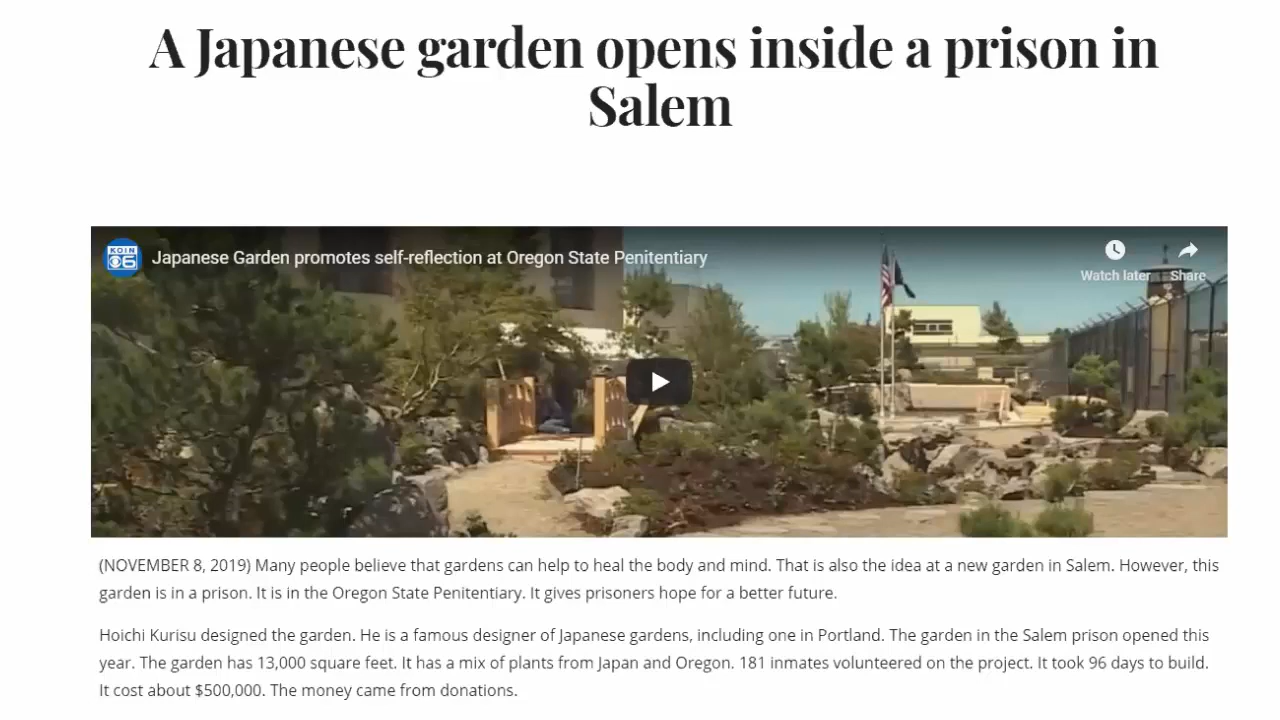 A Japanese garden opens inside a prison in
Salem
KOIN
6
Japanese Garden promotes self-reflection at Oregon State Penitentiary
Watch later
Share
(NOVEMBER 8, 2019) Many people believe that gardens can help to heal the body and mind. That is also the idea at a new garden in Salem. However, this
garden is in a prison. It is in the Oregon State Penitentiary. It gives prisoners hope for a better future.
Hoichi Kurisu designed the garden. He is a famous designer of Japanese gardens, including one in Portland. The garden in the Salem prison opened this
year. The garden has 13,000 square feet. It has a mix of plants from Japan and Oregon. 181 inmates volunteered on the project. It took 96 days to build.
It cost about $500,000. The money came from donations.